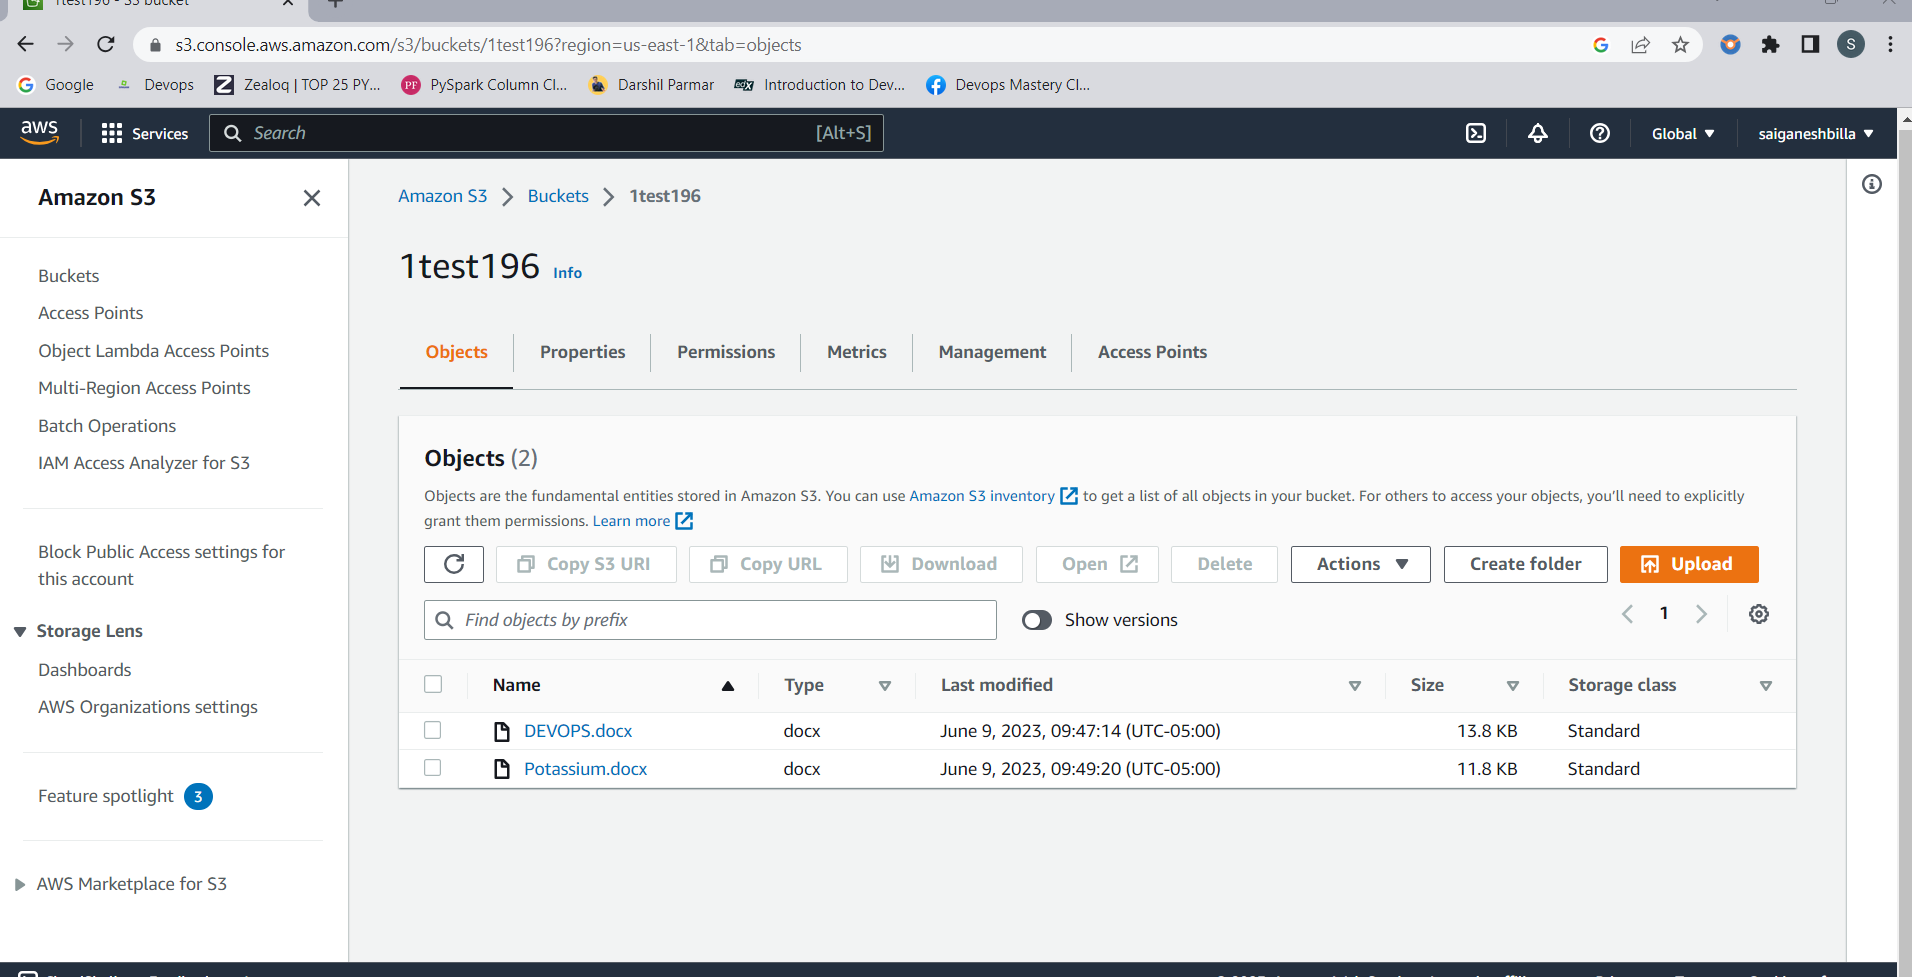 1test196 - S3 bucket
s3.console.aws.amazon.com/s3/buckets/1test196?region=us-east-1&tab=objects
S
Google
Devops
Zealoq | TOP 25 PY...
PySpark Column Cl...
Darshil Parmar
Introduction to Dev...
Devops Mastery Cl...
aws
Services
Search
[Alt+S]
Global
saiganeshbilla
Amazon S3
Buckets
Access Points
Object Lambda Access Points
Multi-Region Access Points
Batch Operations
IAM Access Analyzer for S3
Block Public Access settings for
this account
Storage Lens
Dashboards
AWS Organizations settings
Feature spotlight 3
AWS Marketplace for S3
Amazon S3 > Buckets > 1test196
1test196 Info
Objects
Properties
Permissions
Metrics
Management
Access Points
Objects (2)
Objects are the fundamental entities stored in Amazon S3. You can use Amazon S3 inventory to get a list of all objects in your bucket. For others to access your objects, you'll need to explicitly
grant them permissions. Learn more
Copy S3 URI
Copy URL
Download
Open
Delete
Actions
Create folder
Upload
Find objects by prefix
Show versions
1
Name Type Last modified Size Storage class
DEVOPS.docx docx June 9, 2023, 09:47:14 (UTC-05:00) 13.8 KB Standard
Potassium.docx docx June 9, 2023, 09:49:20 (UTC-05:00) 11.8 KB Standard